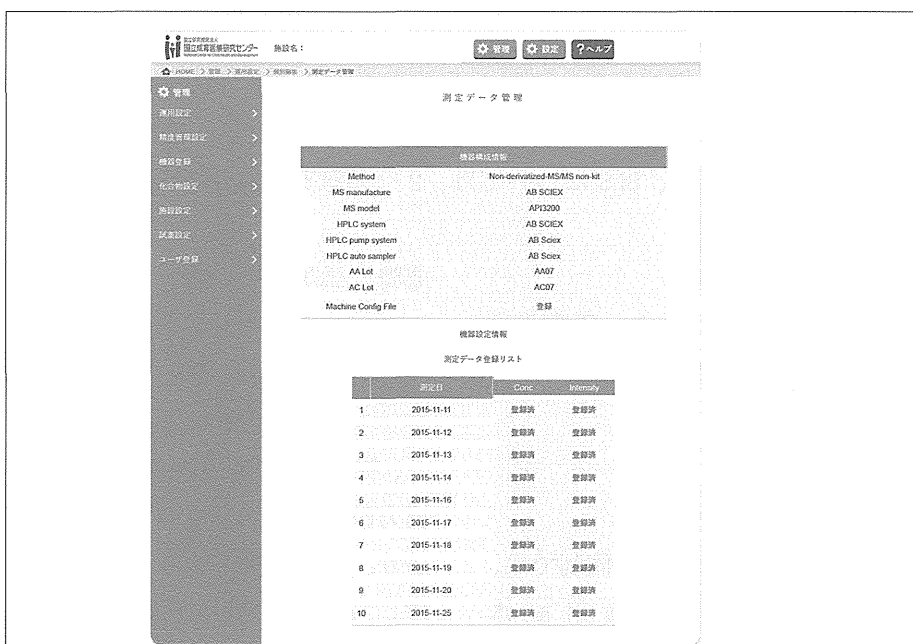 国立成育医療研究センター
施設名：
管理
設定
?ヘルプ
HOME > 管理 > 運用設定 > 個別編集 > 測定データ管理
管理
運用設定
精度管理設定
機器登録
化合物設定
施設設定
試薬設定
ユーザ登録
測定データ管理
機器構成情報
Method Non-derivatized-MS/MS non-kit
MS manufacture AB SCIEX
MS model API3200
HPLC system AB SCIEX
HPLC pump system AB Sciex
HPLC auto sampler AB Sciex
AA Lot AA07
AC Lot AC07
Machine Config File 登録
機器設定情報
測定データ登録リスト
測定日 Conc Intensity
1 2015-11-11 登録済 登録済
2 2015-11-12 登録済 登録済
3 2015-11-13 登録済 登録済
4 2015-11-14 登録済 登録済
5 2015-11-16 登録済 登録済
6 2015-11-17 登録済 登録済
7 2015-11-18 登録済 登録済
8 2015-11-19 登録済 登録済
9 2015-11-20 登録済 登録済
10 2015-11-25 登録済 登録済